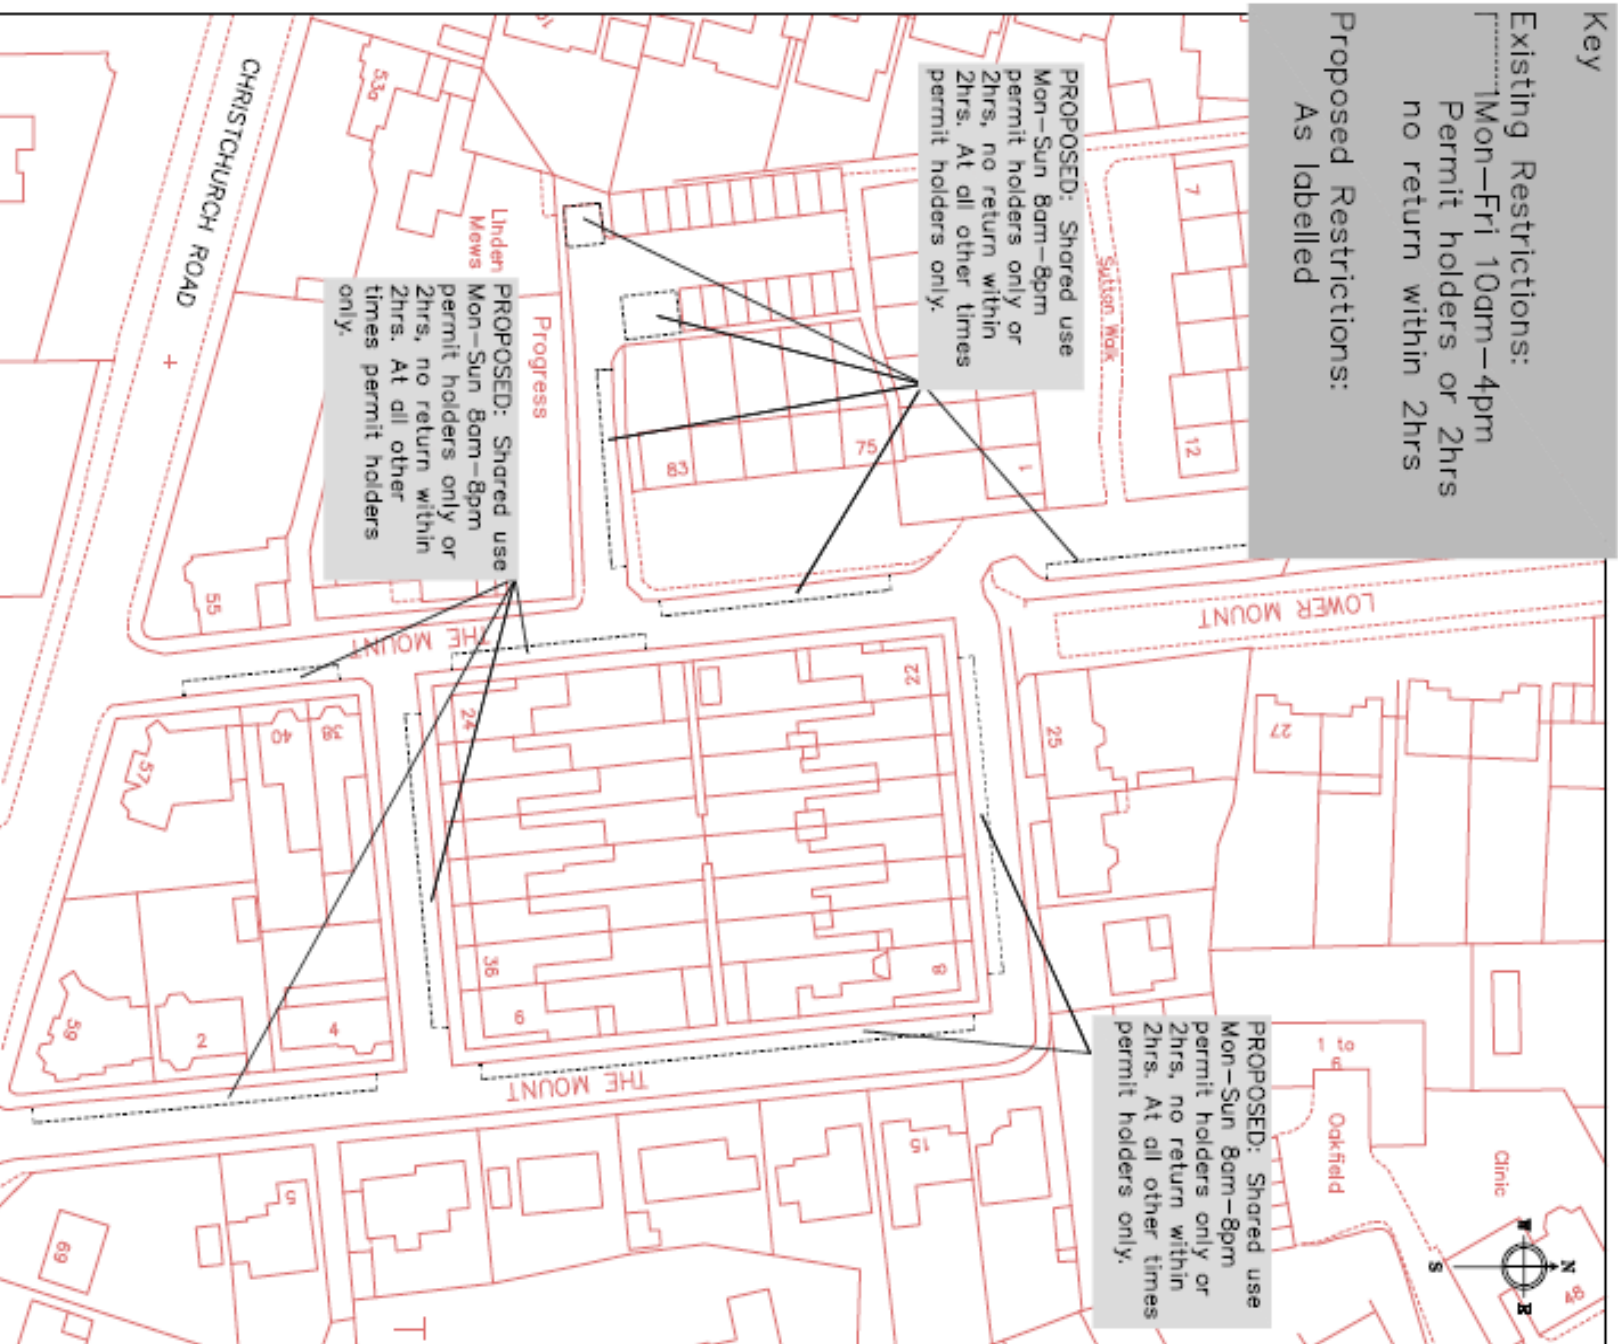 Key
Existing Restrictions:
Mon-Fri 10am-4pm
Permit holders or 2hrs
no return within 2hrs
Proposed Restrictions:
As labelled
PROPOSED: Shared use
Mon-Sun 8am-8pm
permit holders only or
2hrs, no return within
2hrs. At all other times
permit holders only.
PROPOSED: Shared use
Mon-Sun 8am-8pm
permit holders only or
2hrs, no return within
2hrs. At all other
times permit holders
only.
PROPOSED: Shared use
Mon-Sun 8am-8pm
permit holders only or
2hrs, no return within
2hrs. At all other times
permit holders only.
CHRISTCHURCH ROAD
Linden
Mews
Progress
Sutton Walk
LOWER MOUNT
THE MOUNT
THE MOUNT
Oakfield
Clinic
1 to
6
53a
55
57
59
2
4
40
38
24
36
6
22
8
83
75
1
7
12
25
27
15
5
69
48
N
S
W
E